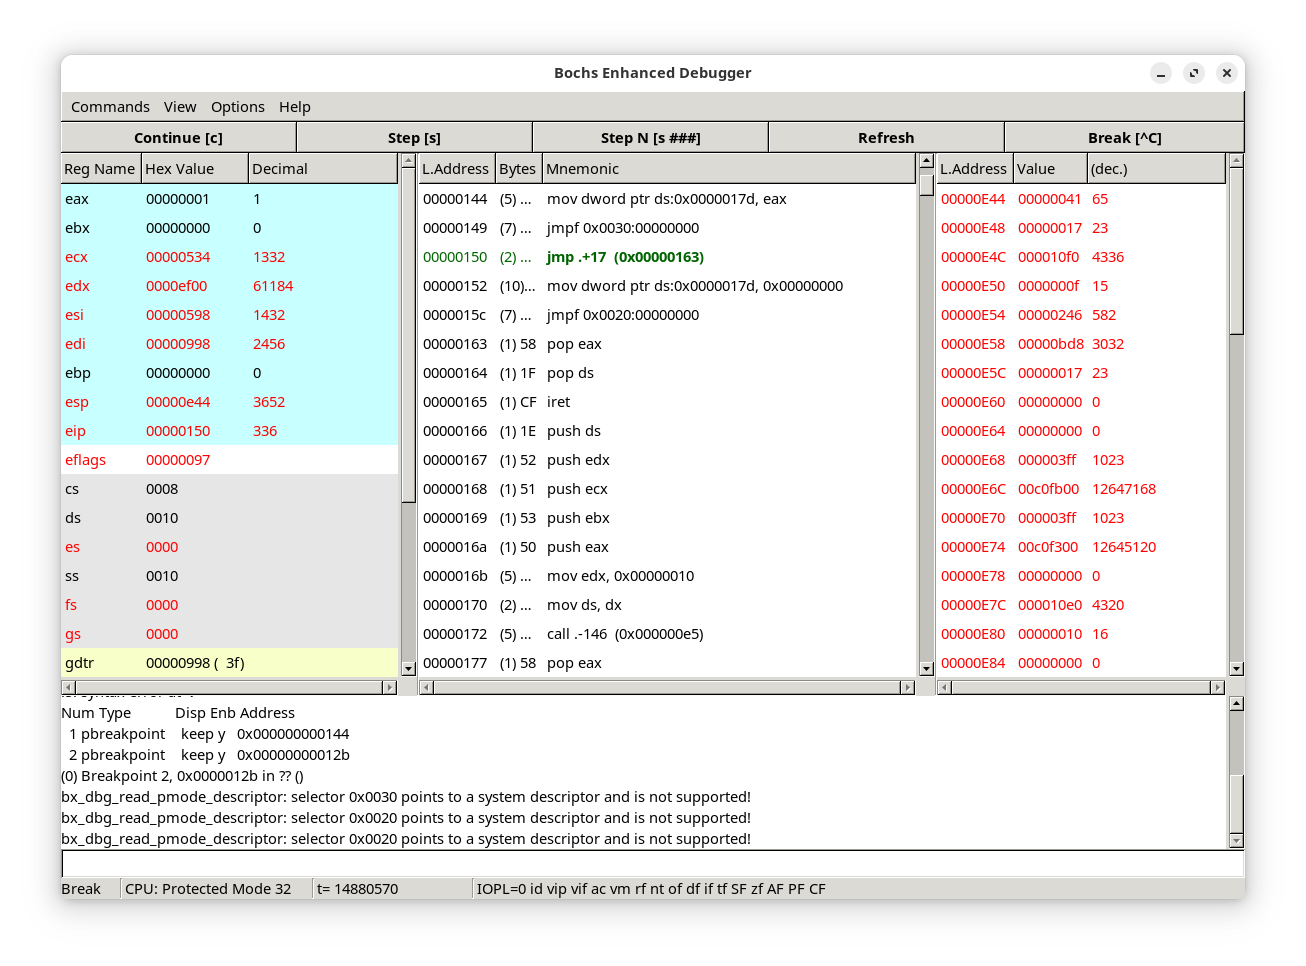 Bochs Enhanced Debugger
Commands View Options Help
Continue [c] Step [s] Step N [s ###] Refresh Break [^C]
Reg Name Hex Value Decimal
eax 00000001 1
ebx 00000000 0
ecx 00000534 1332
edx 0000ef00 61184
esi 00000598 1432
edi 00000998 2456
ebp 00000000 0
esp 00000e44 3652
eip 00000150 336
eflags 00000097
cs 0008
ds 0010
es 0000
ss 0010
fs 0000
gs 0000
gdtr 00000998 ( 3f)
L.Address Bytes Mnemonic
00000144 (5) ... mov dword ptr ds:0x0000017d, eax
00000149 (7) ... jmpf 0x0030:00000000
00000150 (2) ... jmp .+17 (0x00000163)
00000152 (10)... mov dword ptr ds:0x0000017d, 0x00000000
0000015c (7) ... jmpf 0x0020:00000000
00000163 (1) 58 pop eax
00000164 (1) 1F pop ds
00000165 (1) CF iret
00000166 (1) 1E push ds
00000167 (1) 52 push edx
00000168 (1) 51 push ecx
00000169 (1) 53 push ebx
0000016a (1) 50 push eax
0000016b (5) ... mov edx, 0x00000010
00000170 (2) ... mov ds, dx
00000172 (5) ... call .-146 (0x000000e5)
00000177 (1) 58 pop eax
L.Address Value (dec.)
00000E44 00000041 65
00000E48 00000017 23
00000E4C 000010f0 4336
00000E50 0000000f 15
00000E54 00000246 582
00000E58 00000bd8 3032
00000E5C 00000017 23
00000E60 00000000 0
00000E64 00000000 0
00000E68 000003ff 1023
00000E6C 00c0fb00 12647168
00000E70 000003ff 1023
00000E74 00c0f300 12645120
00000E78 00000000 0
00000E7C 000010e0 4320
00000E80 00000010 16
00000E84 00000000 0
Num Type Disp Enb Address
1 pbreakpoint keep y 0x000000000144
2 pbreakpoint keep y 0x00000000012b
(0) Breakpoint 2, 0x0000012b in ?? ()
bx_dbg_read_pmode_descriptor: selector 0x0030 points to a system descriptor and is not supported!
bx_dbg_read_pmode_descriptor: selector 0x0020 points to a system descriptor and is not supported!
bx_dbg_read_pmode_descriptor: selector 0x0020 points to a system descriptor and is not supported!
Break CPU: Protected Mode 32 t= 14880570 IOPL=0 id vip vif ac vm rf nt of df if tf SF zf AF PF CF